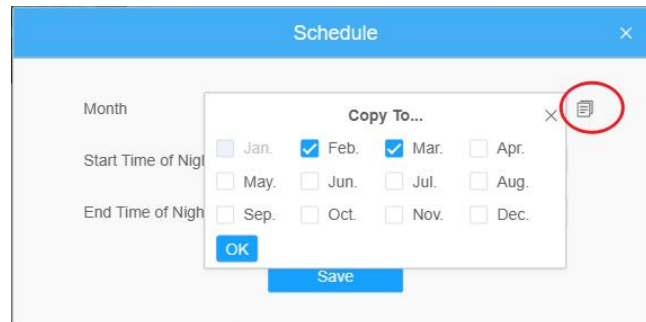 Schedule
Month
Copy To...
Jan. Feb. Mar. Apr.
Start Time of Nigl
May. Jun. Jul. Aug.
End Time of Nigh
Sep. Oct. Nov. Dec.
OK
Save